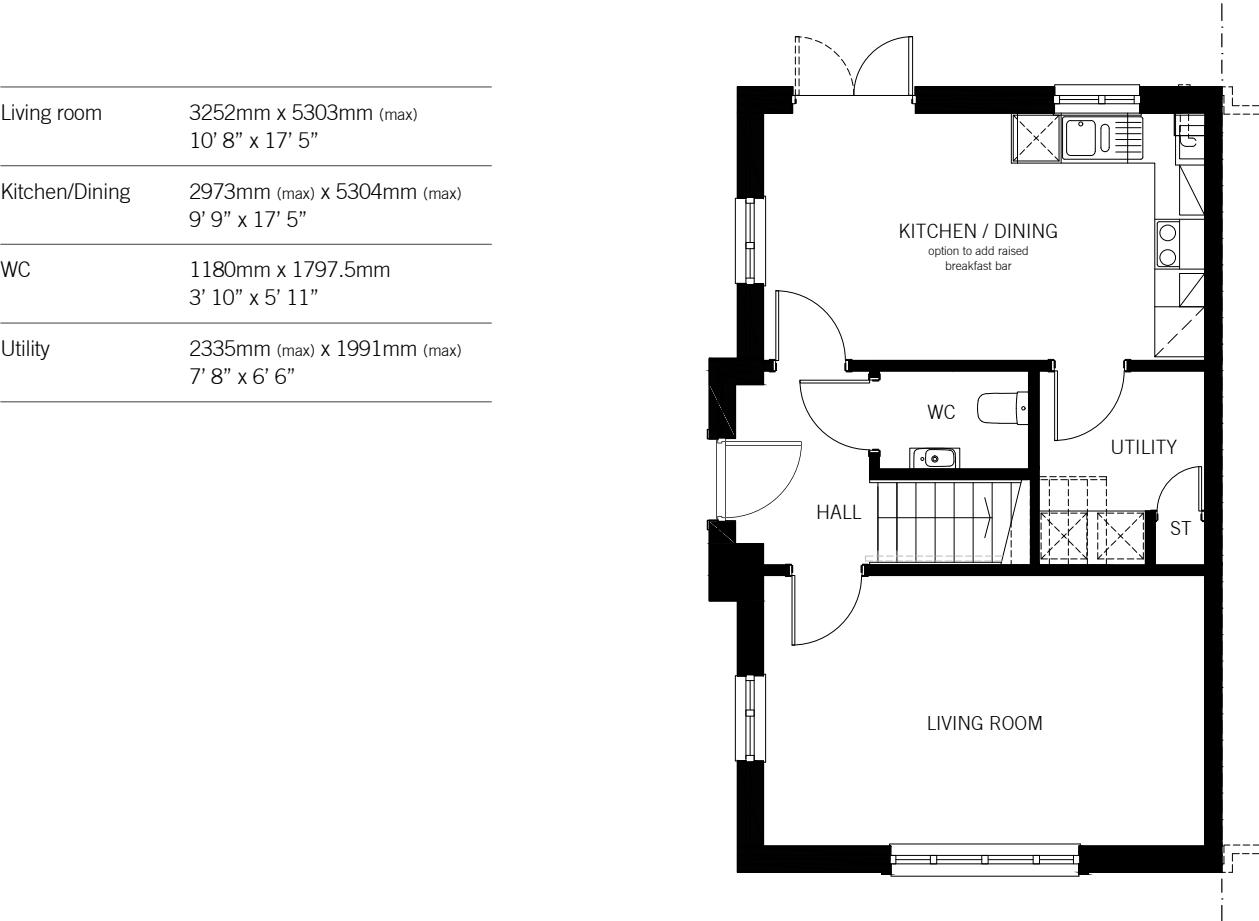 Living room 3252mm x 5303mm (max)
10’ 8” x 17’ 5”
Kitchen/Dining 2973mm (max) x 5304mm (max)
9’ 9” x 17’ 5”
WC 1180mm x 1797.5mm
3’ 10” x 5’ 11”
Utility 2335mm (max) x 1991mm (max)
7’ 8” x 6’ 6”
KITCHEN / DINING
option to add raised
breakfast bar
WC
UTILITY
HALL
ST
LIVING ROOM